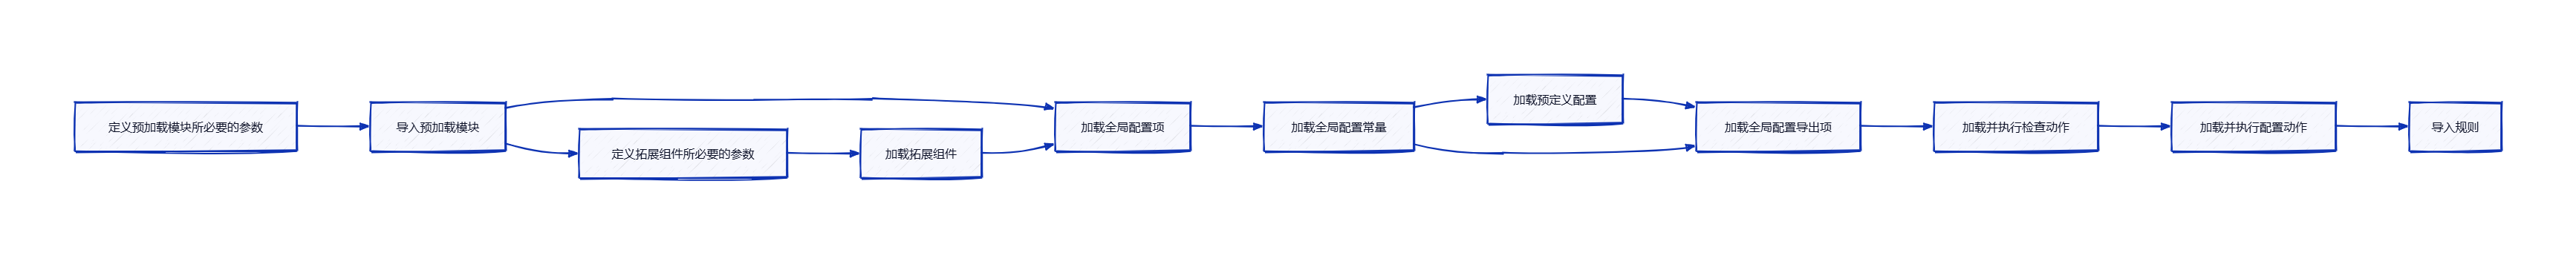 定义预加载模块所必要的参数
导入预加载模块
定义拓展组件所必要的参数
加载拓展组件
加载全局配置项
加载全局配置常量
加载预定义配置
加载全局配置导出项
加载并执行检查动作
加载并执行配置动作
导入规则